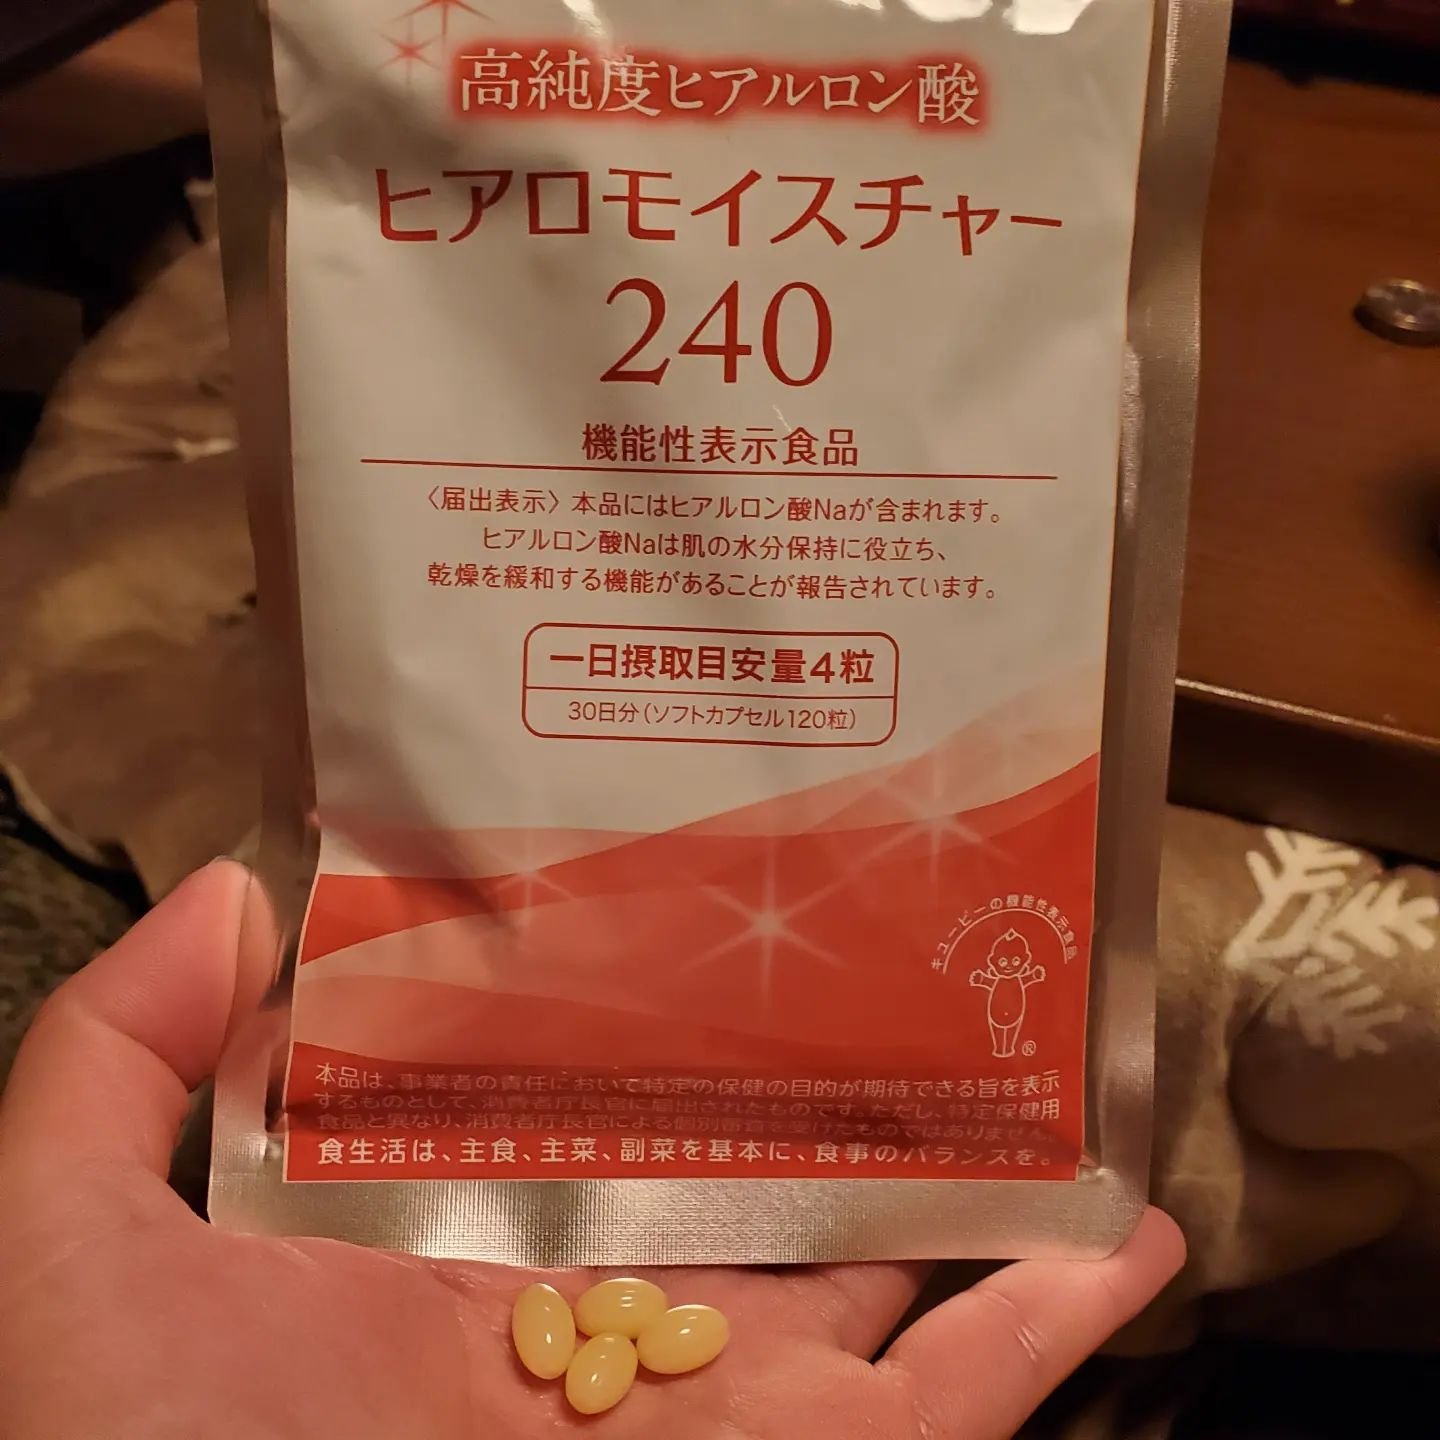 高純度ヒアルロン酸
ヒアロモイスチャー
240
機能性表示食品
〈届出表示〉本品にはヒアルロン酸Naが含まれます。
ヒアルロン酸Naは肌の水分保持に役立ち、
乾燥を緩和する機能があることが報告されています。
一日摂取目安量4粒
30日分(ソフトカプセル120粒)
キユーピーの機能性表示食品
®
本品は、事業者の責任において特定の保健の目的が期待できる旨を表示
するものとして、消費者庁長官に届出されたものです。ただし、特定保健用
食品と異なり、消費者庁長官による個別審査を受けたものではありません。
食生活は、主食、主菜、副菜を基本に、食事のバランスを。